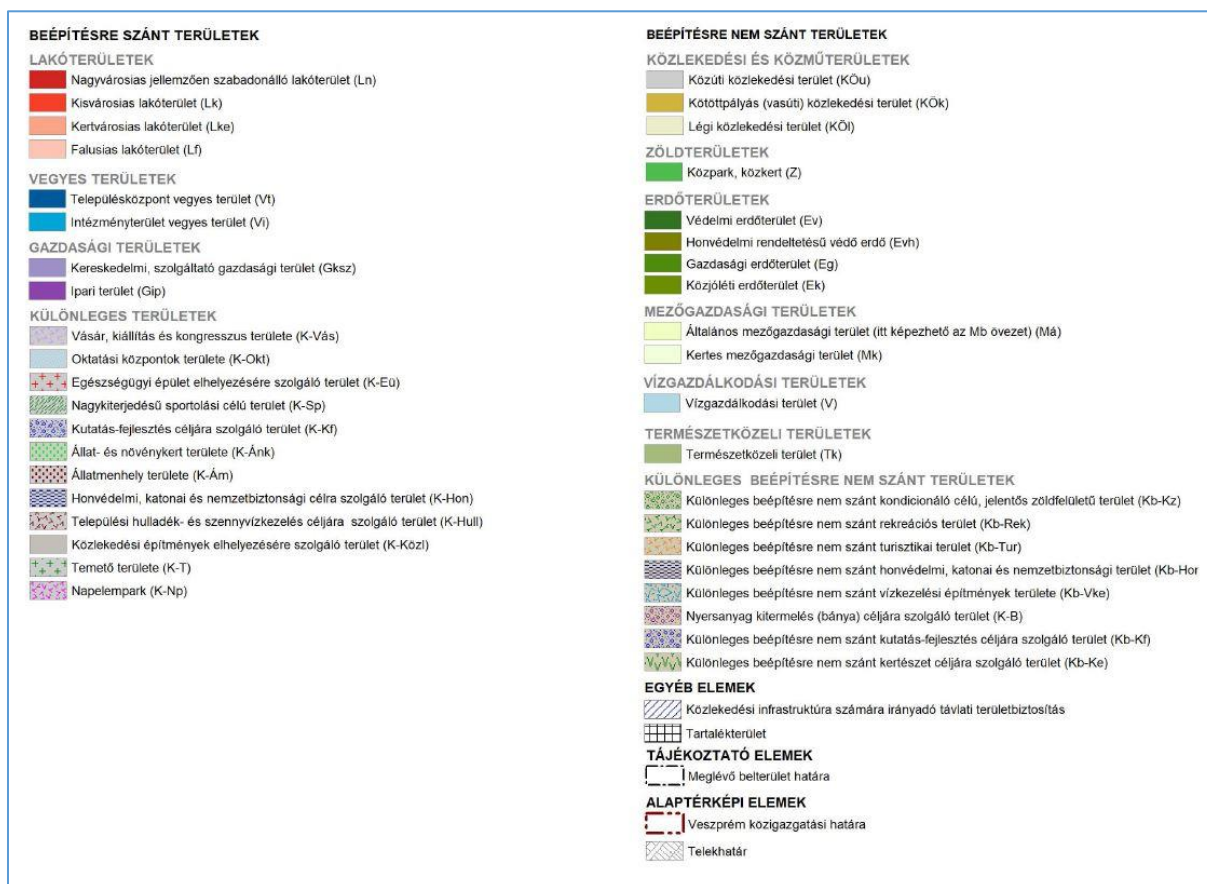 BEÉPÍTÉSRE SZÁNT TERÜLETEK
LAKÓTERÜLETEK
Nagyvárosias jellemzően szabadonálló lakóterület (Ln)
Kisvárosias lakóterület (Lk)
Kertvárosias lakóterület (Lke)
Falusias lakóterület (Lf)
VEGYES TERÜLETEK
Településközpont vegyes terület (Vt)
Intézményterület vegyes terület (Vi)
GAZDASÁGI TERÜLETEK
Kereskedelmi, szolgáltató gazdasági terület (Gksz)
Ipari terület (Gip)
KÜLÖNLEGES TERÜLETEK
Vásár, kiállítás és kongresszus területe (K-Vás)
Oktatási központok területe (K-Okt)
Egészségügyi épület elhelyezésére szolgáló terület (K-Eü)
Nagykiterjedésű sportolási célú terület (K-Sp)
Kutatás-fejlesztés céljára szolgáló terület (K-Kf)
Állat- és növénykert területe (K-Ánk)
Állatmenhely területe (K-Ám)
Honvédelmi, katonai és nemzetbiztonsági célra szolgáló terület (K-Hon)
Települési hulladék- és szennyvízkezelés céljára szolgáló terület (K-Hull)
Közlekedési építmények elhelyezésére szolgáló terület (K-Közl)
Temető területe (K-T)
Napelempark (K-Np)
BEÉPÍTÉSRE NEM SZÁNT TERÜLETEK
KÖZLEKEDÉSI ÉS KÖZMŰTERÜLETEK
Közúti közlekedési terület (KÖu)
Kötöttpályás (vasúti) közlekedési terület (KÖk)
Légi közlekedési terület (KÖl)
ZÖLDTERÜLETEK
Közpark, közkert (Z)
ERDŐTERÜLETEK
Védelmi erdőterület (Ev)
Honvédelmi rendeltetésű védő erdő (Evh)
Gazdasági erdőterület (Eg)
Közjóléti erdőterület (Ek)
MEZŐGAZDASÁGI TERÜLETEK
Általános mezőgazdasági terület (itt képezhető az Mb övezet) (Má)
Kertes mezőgazdasági terület (Mk)
VÍZGAZDÁLKODÁSI TERÜLETEK
Vízgazdálkodási terület (V)
TERMÉSZETKÖZELI TERÜLETEK
Természetközeli terület (Tk)
KÜLÖNLEGES BEÉPÍTÉSRE NEM SZÁNT TERÜLETEK
Különleges beépítésre nem szánt kondicionáló célú, jelentős zöldfelületű terület (Kb-Kz)
Különleges beépítésre nem szánt rekreációs terület (Kb-Rek)
Különleges beépítésre nem szánt turisztikai terület (Kb-Tur)
Különleges beépítésre nem szánt honvédelmi, katonai és nemzetbiztonsági terület (Kb-Hor
Különleges beépítésre nem szánt vízkezelési építmények területe (Kb-Vke)
Nyersanyag kitermelés (bánya) céljára szolgáló terület (K-B)
Különleges beépítésre nem szánt kutatás-fejlesztés céljára szolgáló terület (Kb-Kf)
Különleges beépítésre nem szánt kertészet céljára szolgáló terület (Kb-Ke)
EGYÉB ELEMEK
Közlekedési infrastruktúra számára irányadó távlati területbiztosítás
Tartalékterület
TÁJÉKOZTATÓ ELEMEK
Meglévő belterület határa
ALAPTÉRKÉPI ELEMEK
Veszprém közigazgatási határa
Telekhatár